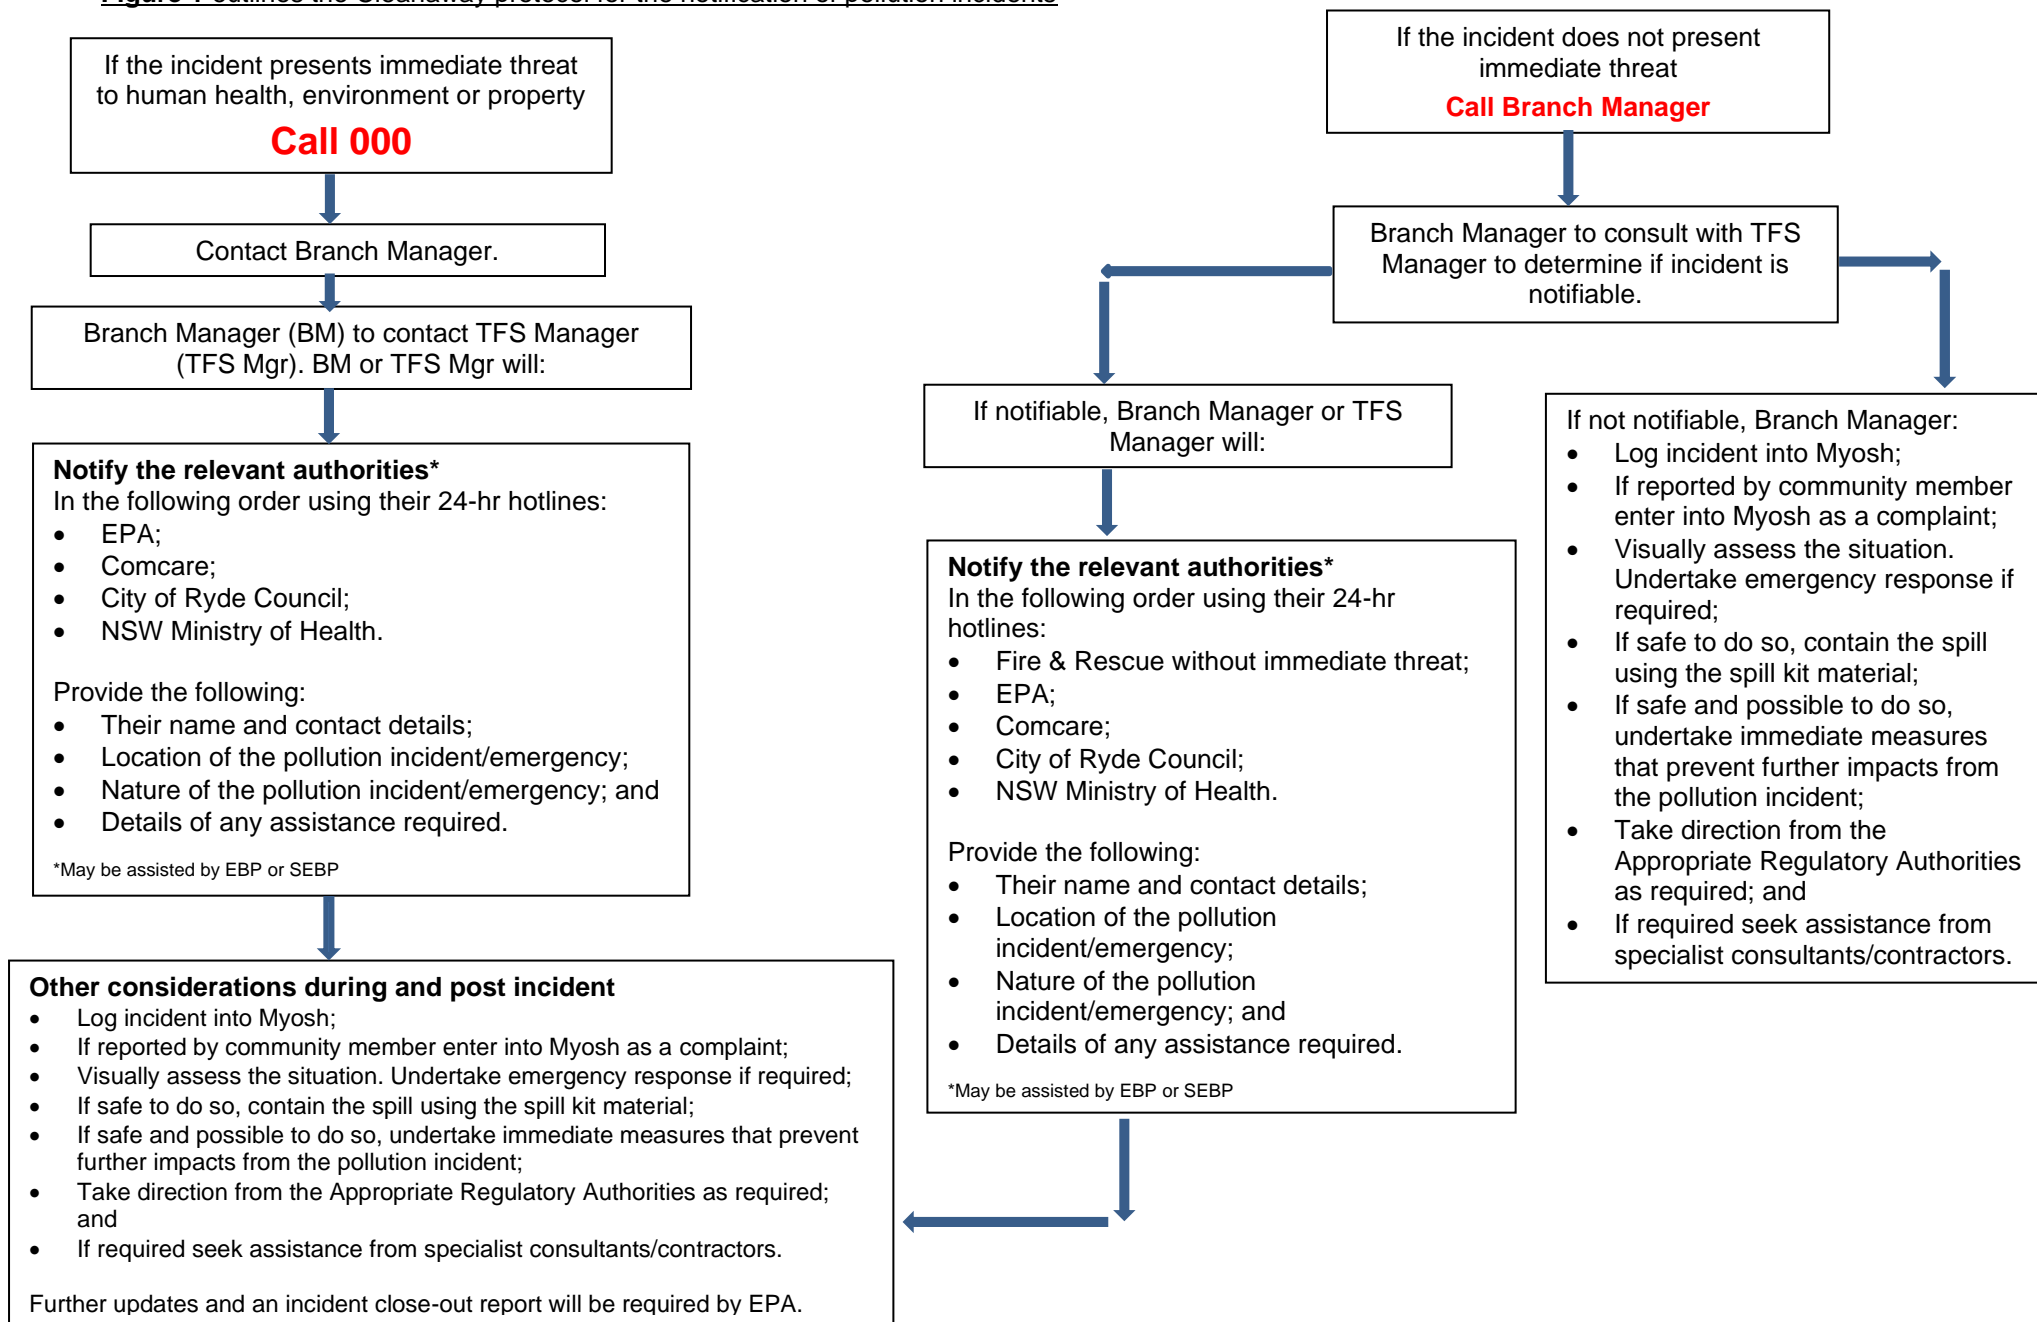 Figure 1 outlines the Cleanaway protocol for the notification of pollution incidents
If the incident presents immediate threat
to human health, environment or property
Call 000
Contact Branch Manager.
Branch Manager (BM) to contact TFS Manager
(TFS Mgr). BM or TFS Mgr will:
Notify the relevant authorities*
In the following order using their 24-hr hotlines:
• EPA;
• Comcare;
• City of Ryde Council;
• NSW Ministry of Health.
Provide the following:
• Their name and contact details;
• Location of the pollution incident/emergency;
• Nature of the pollution incident/emergency; and
• Details of any assistance required.
*May be assisted by EBP or SEBP
Other considerations during and post incident
• Log incident into Myosh;
• If reported by community member enter into Myosh as a complaint;
• Visually assess the situation. Undertake emergency response if required;
• If safe to do so, contain the spill using the spill kit material;
• If safe and possible to do so, undertake immediate measures that prevent
further impacts from the pollution incident;
• Take direction from the Appropriate Regulatory Authorities as required;
and
• If required seek assistance from specialist consultants/contractors.
Further updates and an incident close-out report will be required by EPA.
If the incident does not present
immediate threat
Call Branch Manager
Branch Manager to consult with TFS
Manager to determine if incident is
notifiable.
If notifiable, Branch Manager or TFS
Manager will:
Notify the relevant authorities*
In the following order using their 24-hr
hotlines:
• Fire & Rescue without immediate threat;
• EPA;
• Comcare;
• City of Ryde Council;
• NSW Ministry of Health.
Provide the following:
• Their name and contact details;
• Location of the pollution
incident/emergency;
• Nature of the pollution
incident/emergency; and
• Details of any assistance required.
*May be assisted by EBP or SEBP
If not notifiable, Branch Manager:
• Log incident into Myosh;
• If reported by community member
enter into Myosh as a complaint;
• Visually assess the situation.
Undertake emergency response if
required;
• If safe to do so, contain the spill
using the spill kit material;
• If safe and possible to do so,
undertake immediate measures
that prevent further impacts from
the pollution incident;
• Take direction from the
Appropriate Regulatory Authorities
as required; and
• If required seek assistance from
specialist consultants/contractors.